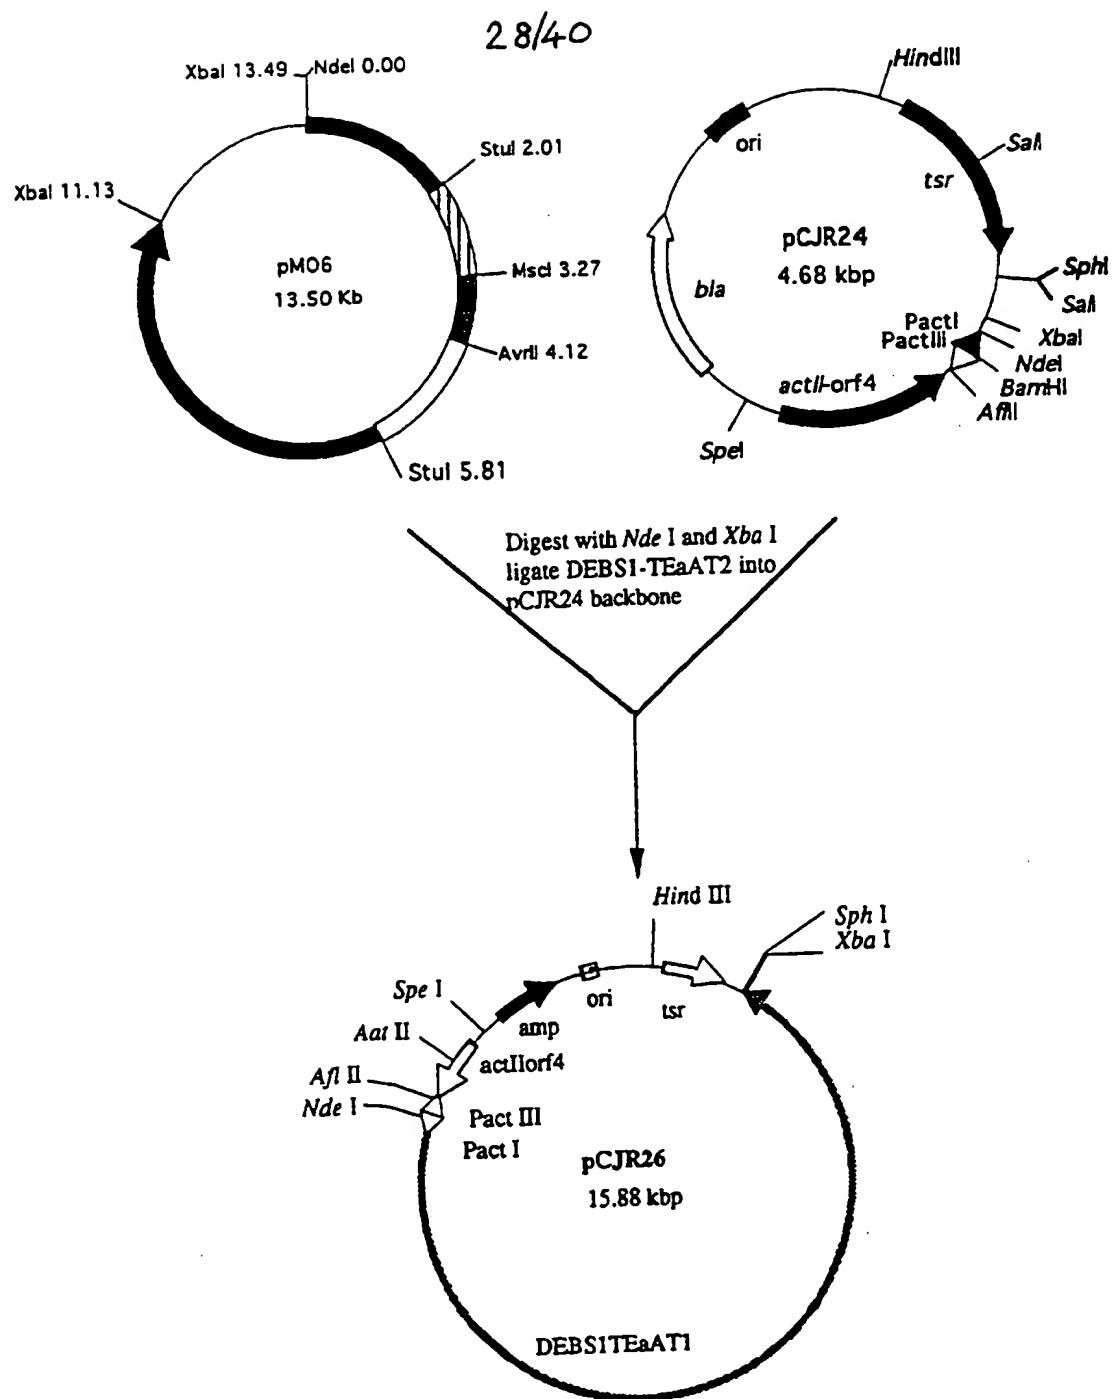 28/40
XbaI 13.49
NdeI 0.00
StuI 2.01
XbaI 11.13
pMO6
13.50 Kb
MscI 3.27
AvrII 4.12
StuI 5.81
HindIII
ori
SalI
tsr
pCJR24
4.68 kbp
bla
SphI
SalI
PactI
PactIII
XbaI
NdeI
BamHI
AflII
actII-orf4
SpeI
Digest with Nde I and Xba I
ligate DEBS1-TEaAT2 into
pCJR24 backbone
Hind III
Sph I
Xba I
Spe I
ori
tsr
amp
Aat II
actIIorf4
Afl II
Nde I
Pact III
Pact I
pCJR26
15.88 kbp
DEBS1TEaAT1